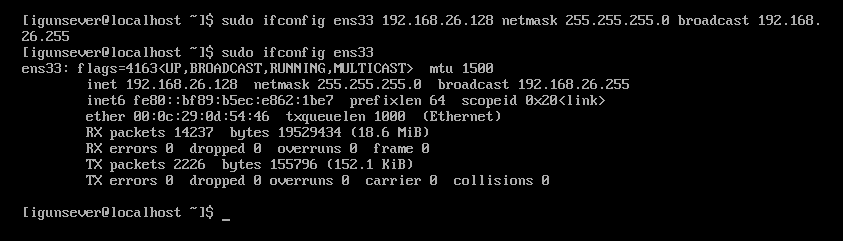 [igunsever@localhost ~]$ sudo ifconfig ens33 192.168.26.128 netmask 255.255.255.0 broadcast 192.168.
26.255
[igunsever@localhost ~]$ sudo ifconfig ens33
ens33: flags=4163<UP,BROADCAST,RUNNING,MULTICAST>  mtu 1500
        inet 192.168.26.128  netmask 255.255.255.0  broadcast 192.168.26.255
        inet6 fe80::bf89:b5ec:e862:1be7  prefixlen 64  scopeid 0x20<link>
        ether 00:0c:29:0d:54:46  txqueuelen 1000  (Ethernet)
        RX packets 14237  bytes 19529434 (18.6 MiB)
        RX errors 0  dropped 0  overruns 0  frame 0
        TX packets 2226  bytes 155796 (152.1 KiB)
        TX errors 0  dropped 0 overruns 0  carrier 0  collisions 0
[igunsever@localhost ~]$ _